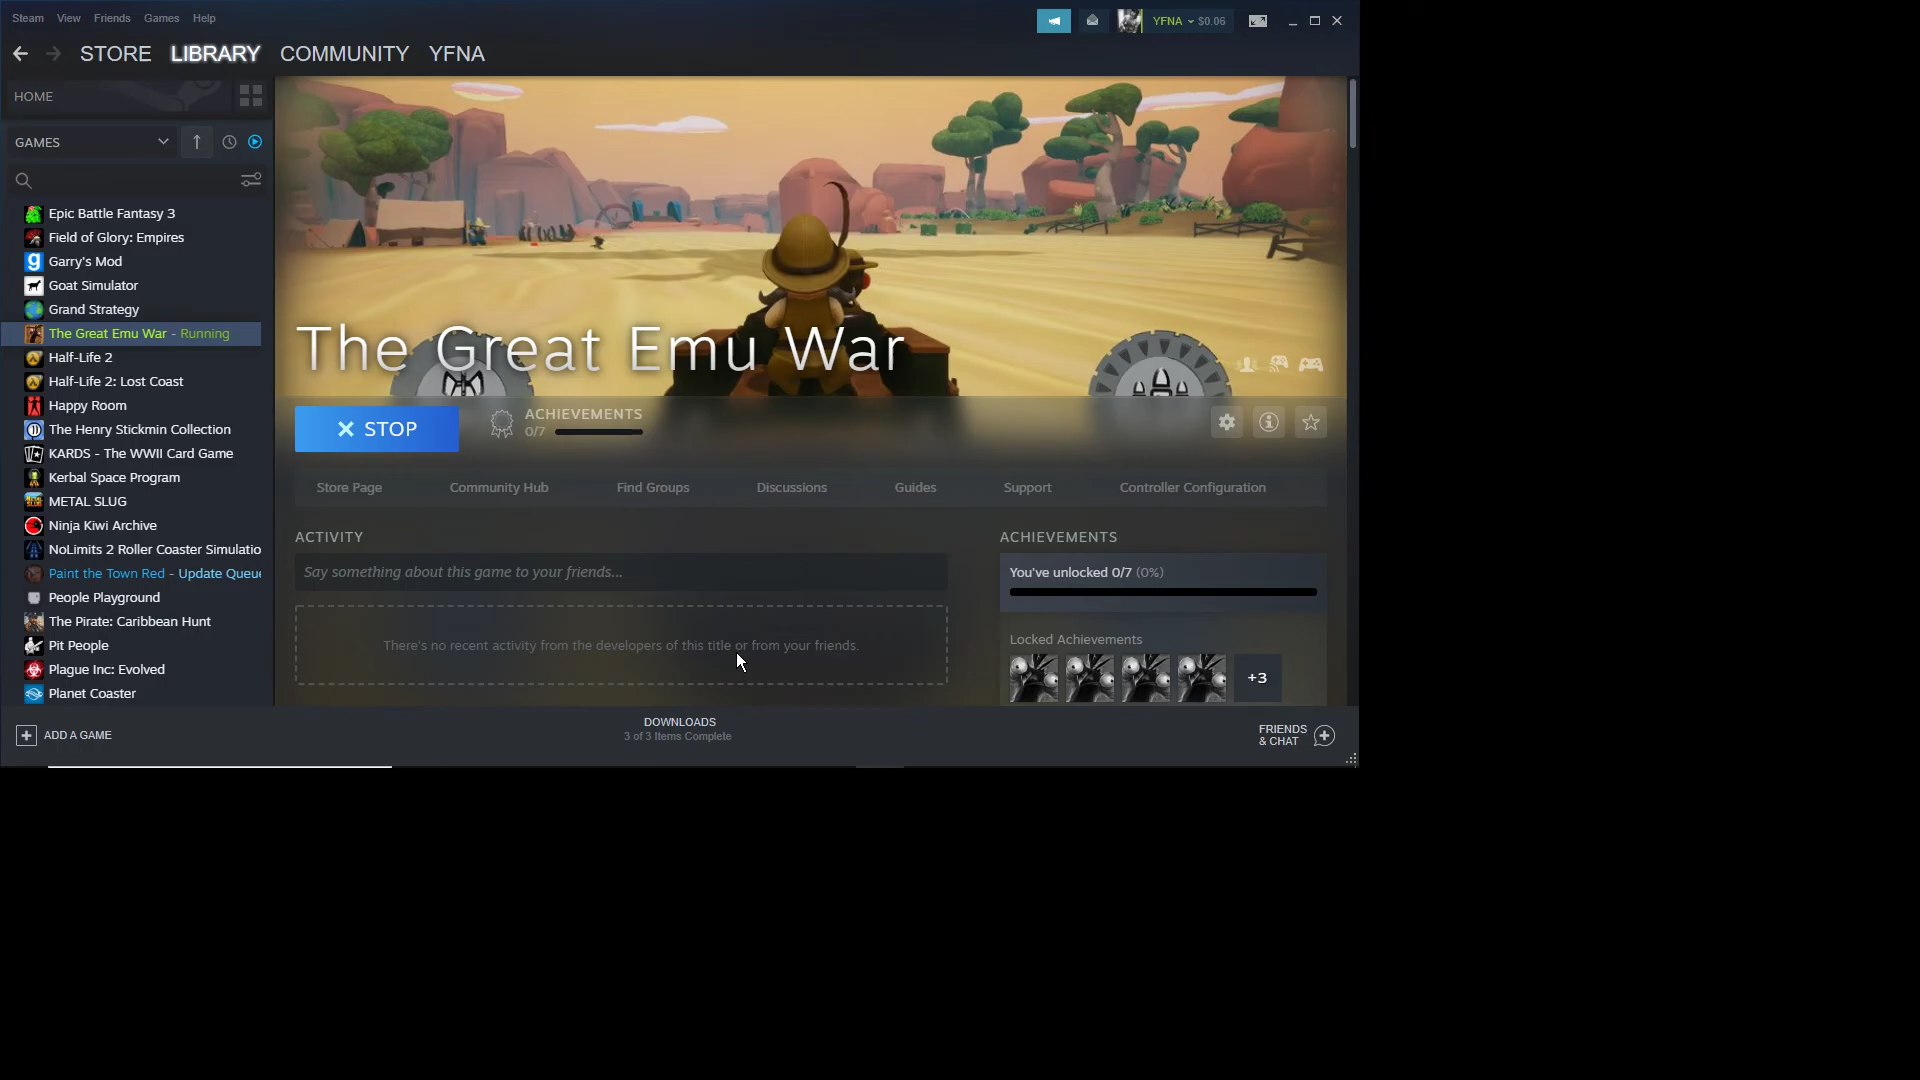 Steam View Friends Games Help
YFNA $0.06
STORE LIBRARY COMMUNITY YFNA
HOME
GAMES
Epic Battle Fantasy 3
Field of Glory: Empires
Garry's Mod
Goat Simulator
Grand Strategy
The Great Emu War - Running
Half-Life 2
Half-Life 2: Lost Coast
Happy Room
The Henry Stickmin Collection
KARDS - The WWII Card Game
Kerbal Space Program
METAL SLUG
Ninja Kiwi Archive
NoLimits 2 Roller Coaster Simulatio
Paint the Town Red - Update Queue
People Playground
The Pirate: Caribbean Hunt
Pit People
Plague Inc: Evolved
Planet Coaster
The Great Emu War
STOP
ACHIEVEMENTS
0/7
Store Page Community Hub Find Groups Discussions Guides Support Controller Configuration
ACTIVITY
Say something about this game to your friends...
There's no recent activity from the developers of this title or from your friends.
ACHIEVEMENTS
You've unlocked 0/7 (0%)
Locked Achievements
+3
ADD A GAME
DOWNLOADS
3 of 3 Items Complete
FRIENDS
& CHAT